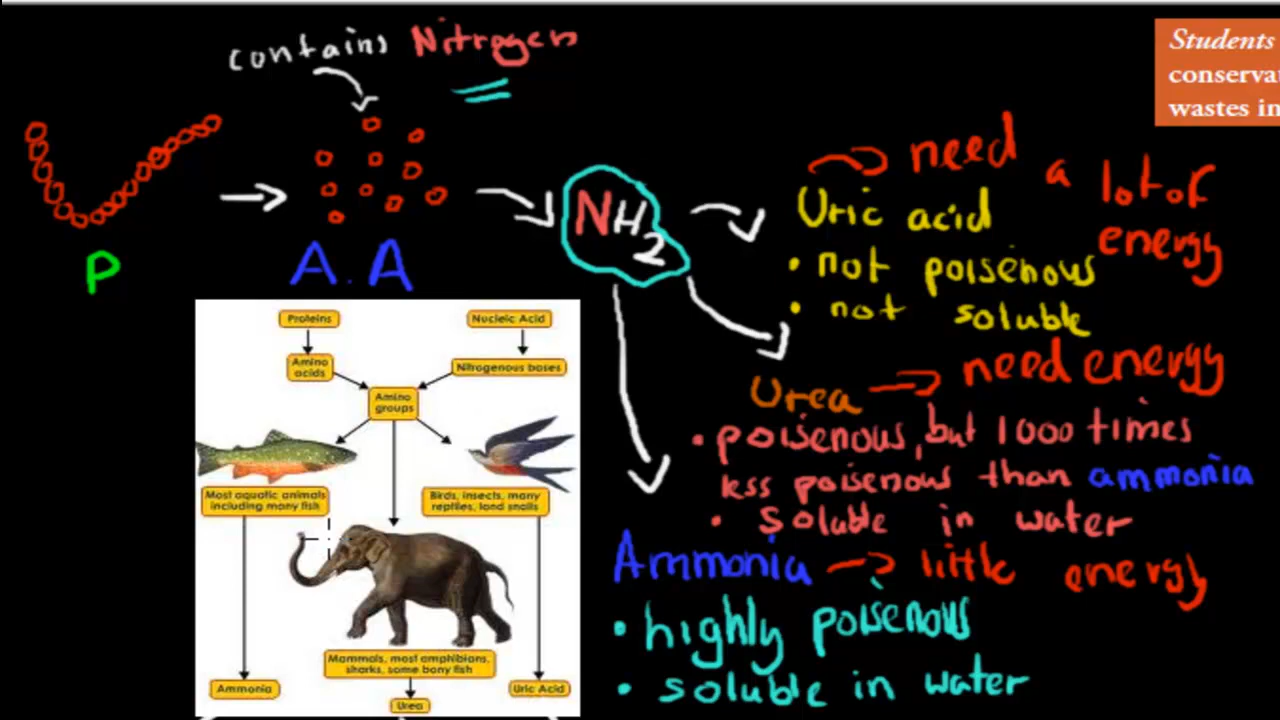 contains Nitrogen
Students
conserva
wastes in
P
A.A
NH2
need a lot of
energy
Uric acid
• not poisenous
• not soluble
Urea need energy
• poisenous, but 1000 times
less poisenous than ammonia
• soluble in water
Ammonia little energy
• highly poisenous
• soluble in water
Proteins
Nucleic Acid
Amino
acids
Nitrogenous bases
Amino
groups
Most aquatic animals
including many fish
Birds, insects, many
reptiles, land snails
Mammals, most amphibians,
sharks, some bony fish
Ammonia
Urea
Uric Acid